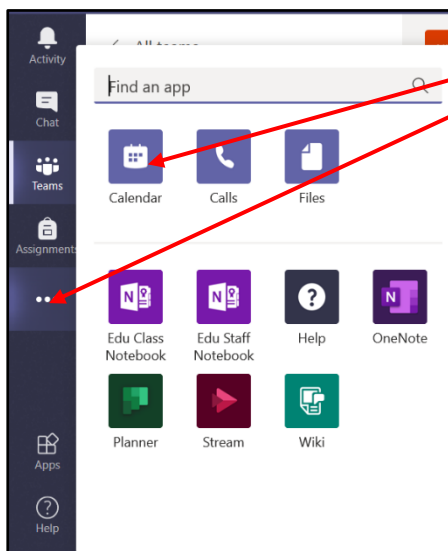 Activity
Chat
Teams
Assignments
Apps
Help
All teams
Find an app
Calendar
Calls
Files
Edu Class
Notebook
Edu Staff
Notebook
Help
OneNote
Planner
Stream
Wiki